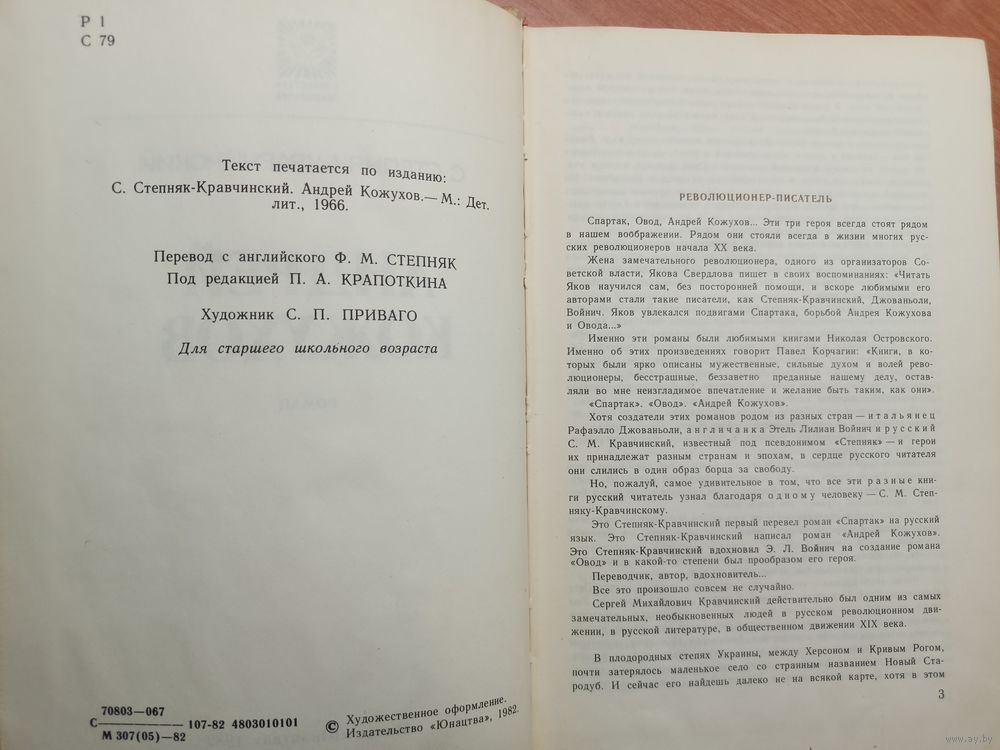 Р 1
С 79
Текст печатается по изданию:
С. Степняк-Кравчинский. Андрей Кожухов.— М.: Дет.
лит., 1966.
Перевод с английского Ф. М. СТЕПНЯК
Под редакцией П. А. КРАПОТКИНА
Художник С. П. ПРИВАГО
Для старшего школьного возраста
70803—067
С———— 107-82 4803010101
М 307(05)—82
© Художественное оформление.
Издательство «Юнацтва», 1982.
РЕВОЛЮЦИОНЕР-ПИСАТЕЛЬ
Спартак, Овод, Андрей Кожухов... Эти три героя всегда стоят рядом
в нашем воображении. Рядом они стояли всегда в жизни многих рус-
ских революционеров начала XX века.
Жена замечательного революционера, одного из организаторов Со-
ветской власти, Якова Свердлова пишет в своих воспоминаниях: «Читать
Яков научился сам, без посторонней помощи, и вскоре любимыми его
авторами стали такие писатели, как Степняк-Кравчинский, Джованьоли,
Войнич. Яков увлекался подвигами Спартака, борьбой Андрея Кожухова
и Овода...»
Именно эти романы были любимыми книгами Николая Островского.
Именно об этих произведениях говорит Павел Корчагин: «Книги, в ко-
торых были ярко описаны мужественные, сильные духом и волей рево-
люционеры, бесстрашные, беззаветно преданные нашему делу, остав-
ляли во мне неизгладимое впечатление и желание быть таким, как они».
«Спартак». «Овод». «Андрей Кожухов».
Хотя создатели этих романов родом из разных стран — итальянец
Рафаэлло Джованьоли, англичанка Этель Лилиан Войнич и русский
С. М. Кравчинский, известный под псевдонимом «Степняк» — и герои
их принадлежат разным странам и эпохам, в сердце русского читателя
они слились в один образ борца за свободу.
Но, пожалуй, самое удивительное в том, что все эти разные кни-
ги русский читатель узнал благодаря одному человеку — С. М. Степ-
няку-Кравчинскому.
Это Степняк-Кравчинский первый перевел роман «Спартак» на русский
язык. Это Степняк-Кравчинский написал роман «Андрей Кожухов».
Это Степняк-Кравчинский вдохновил Э. Л. Войнич на создание романа
«Овод» и в какой-то степени был прообразом его героя.
Переводчик, автор, вдохновитель...
Все это произошло совсем не случайно.
Сергей Михайлович Кравчинский действительно был одним из самых
замечательных, необыкновенных людей в русском революционном дви-
жении, в русской литературе, в общественном движении XIX века.
В плодородных степях Украины, между Херсоном и Кривым Рогом,
почти затерялось маленькое село со странным названием Новый Ста-
родуб. И сейчас его найдешь далеко не на всякой карте, хотя в этом
3
www.ay.by